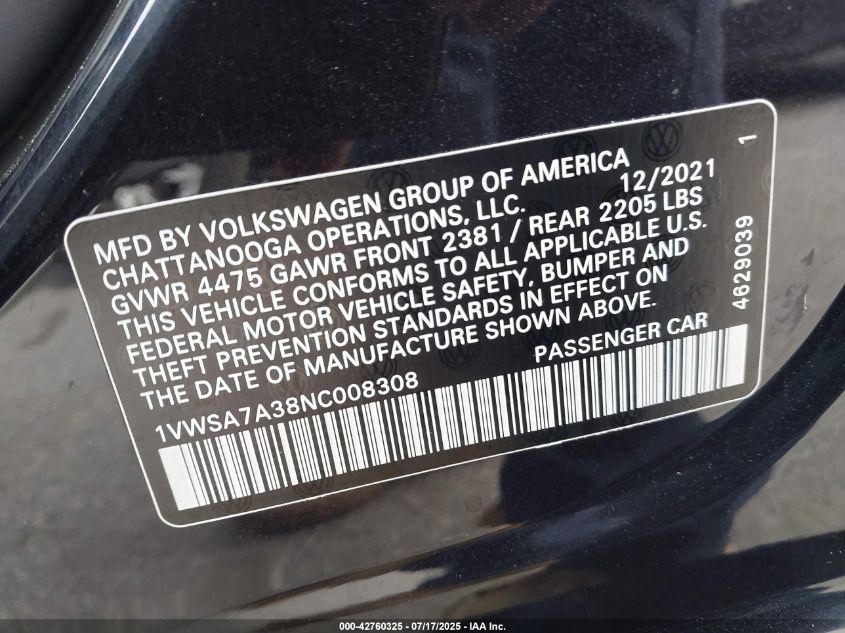 MFD BY VOLKSWAGEN GROUP OF AMERICA
CHATTANOOGA OPERATIONS, LLC. 12/2021 1
GVWR 4475 GAWR FRONT 2381 / REAR 2205 LBS
THIS VEHICLE CONFORMS TO ALL APPLICABLE U.S.
FEDERAL MOTOR VEHICLE SAFETY, BUMPER AND
THEFT PREVENTION STANDARDS IN EFFECT ON
THE DATE OF MANUFACTURE SHOWN ABOVE.
4629039
1VWSA7A38NC008308 PASSENGER CAR
000-42760325 / 07/17/2025 - IAA Inc.